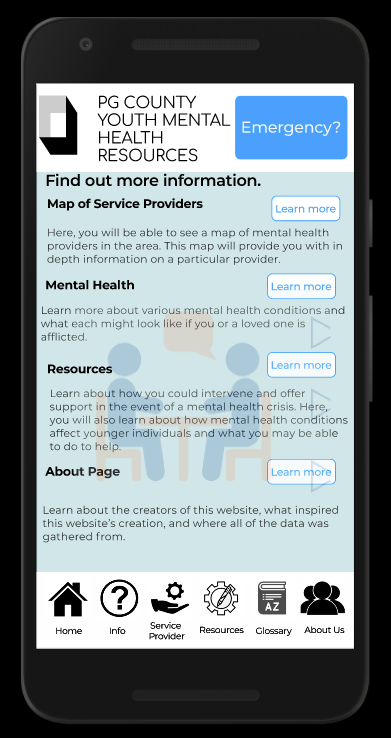 PG COUNTY
YOUTH MENTAL
HEALTH
RESOURCES
Emergency?
Find out more information.
Map of Service Providers
Learn more
Here, you will be able to see a map of mental health
providers in the area. This map will provide you with in
depth information on a particular provider.
Mental Health
Learn more
Learn more about various mental health conditions and
what each might look like if you or a loved one is
afflicted.
Resources
Learn more
Learn about how you could intervene and offer
support in the event of a mental health crisis. Here,
you will also learn about how mental health conditions
affect younger individuals and what you may be able
to do to help.
About Page
Learn more
Learn about the creators of this website, what inspired
this website's creation, and where all of the data was
gathered from.
AZ
Home
Info
Service
Provider
Resources
Glossary
About Us